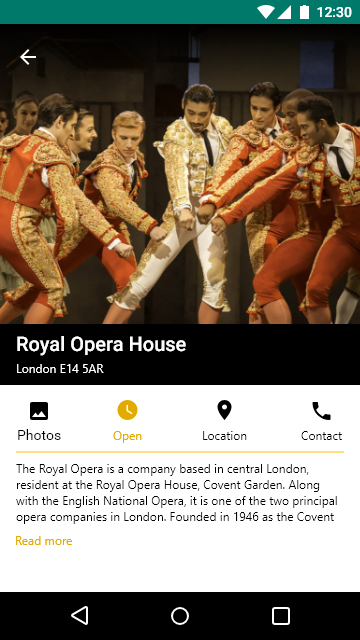 12:30
Royal Opera House
London E14 5AR
Photos
Open
Location
Contact
The Royal Opera is a company based in central London,
resident at the Royal Opera House, Covent Garden. Along
with the English National Opera, it is one of the two principal
opera companies in London. Founded in 1946 as the Covent
Read more